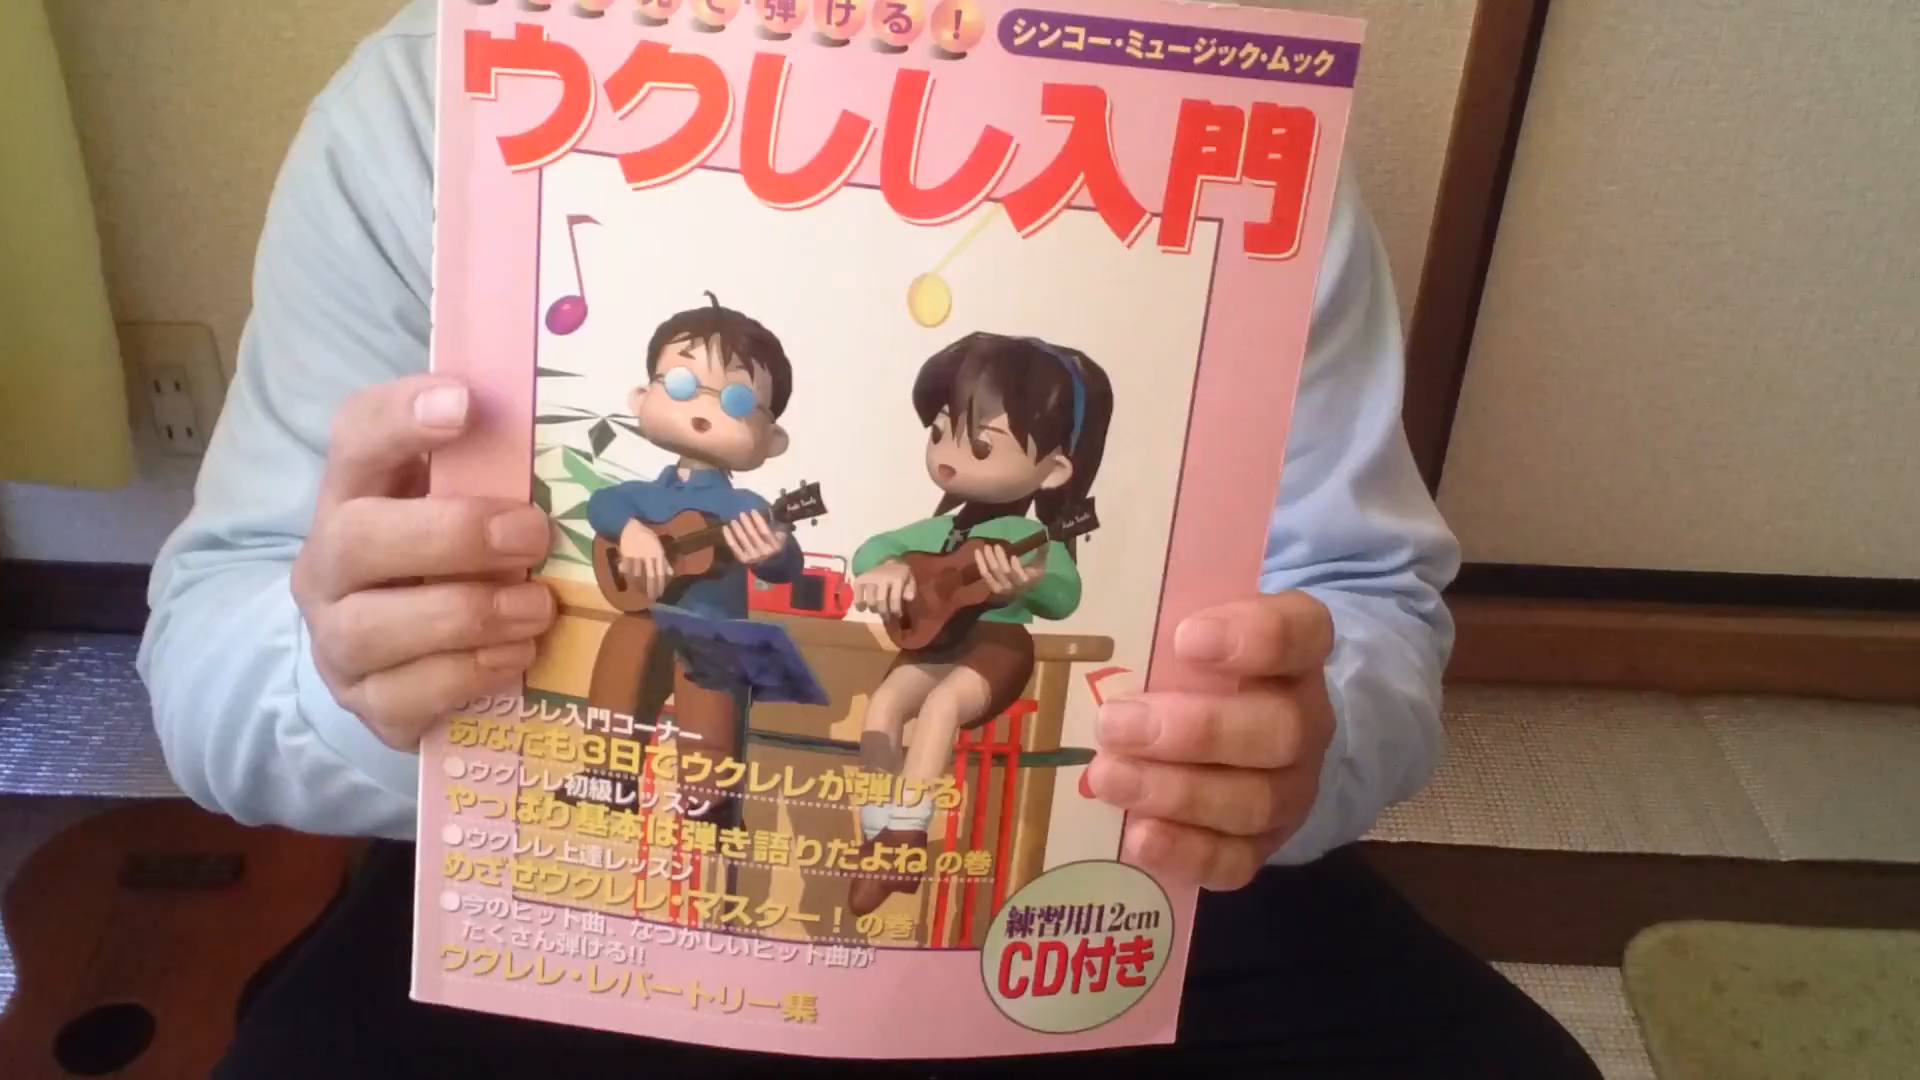 見て弾ける!
シンコー・ミュージック・ムック
ウクレレ入門
ウクレレ入門コーナー
あなたも3日でウクレレが弾ける
●ウクレレ初級レッスン
やっぱり基本は弾き語りだよねの巻
●ウクレレ上達レッスン
めざせウクレレ・マスター!の巻
●今のヒット曲、なつかしいヒット曲が
たくさん弾ける!!
ウクレレ・レパートリー集
練習用12cm
CD付き